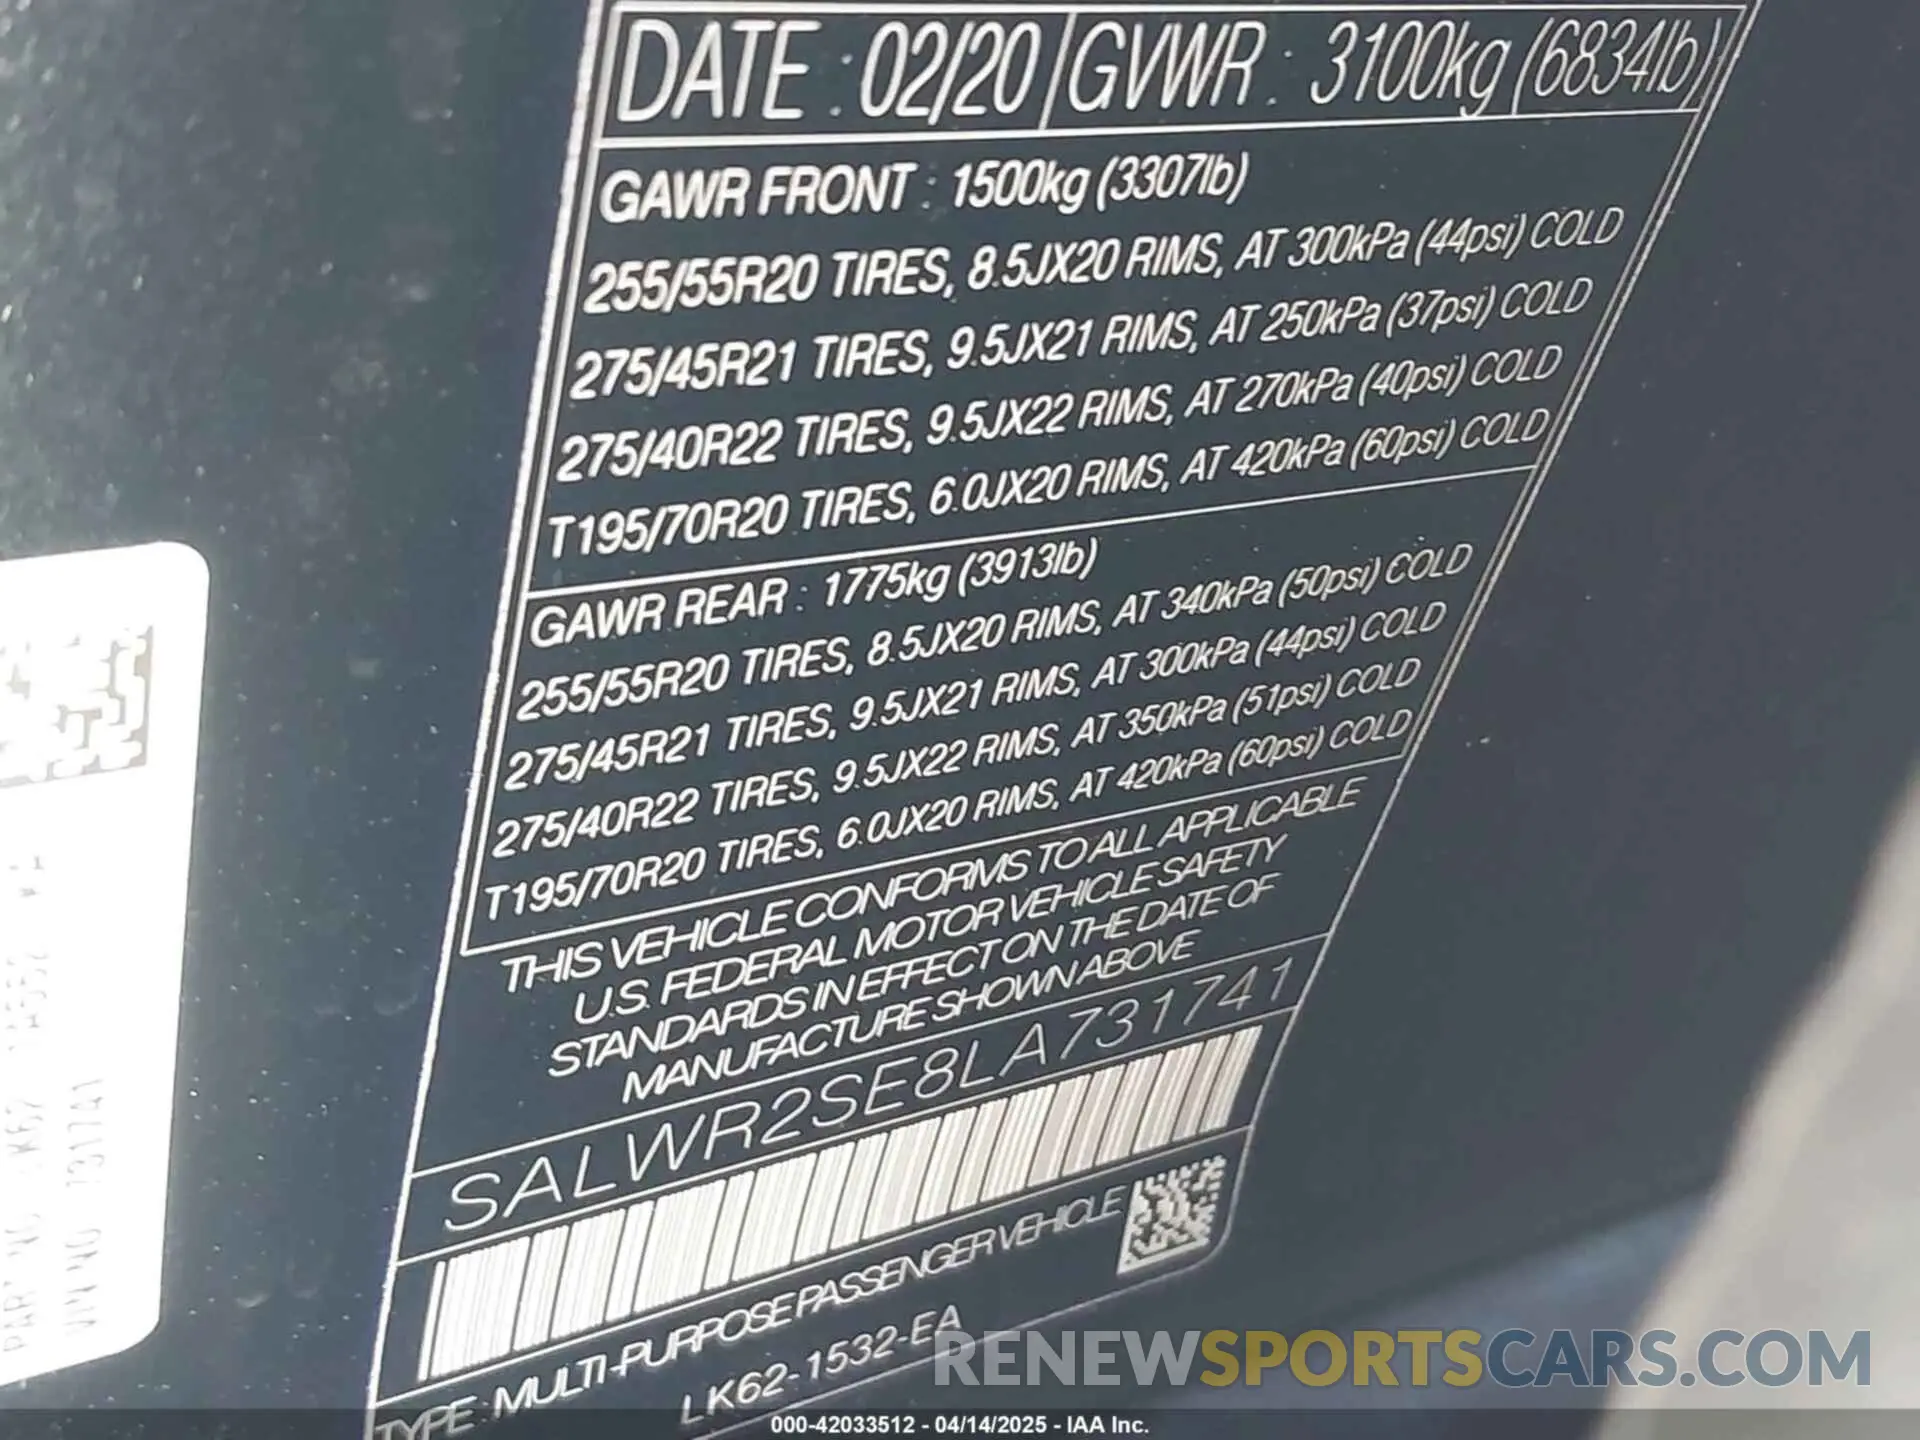 DATE : 02/20 GVWR : 3100kg (6834lb)
GAWR FRONT : 1500kg (3307lb)
255/55R20 TIRES, 8.5JX20 RIMS, AT 300kPa (44psi) COLD
275/45R21 TIRES, 9.5JX21 RIMS, AT 250kPa (37psi) COLD
275/40R22 TIRES, 9.5JX22 RIMS, AT 270kPa (40psi) COLD
T195/70R20 TIRES, 6.0JX20 RIMS, AT 420kPa (60psi) COLD
GAWR REAR : 1775kg (3913lb)
255/55R20 TIRES, 8.5JX20 RIMS, AT 340kPa (50psi) COLD
275/45R21 TIRES, 9.5JX21 RIMS, AT 300kPa (44psi) COLD
275/40R22 TIRES, 9.5JX22 RIMS, AT 350kPa (51psi) COLD
T195/70R20 TIRES, 6.0JX20 RIMS, AT 420kPa (60psi) COLD
THIS VEHICLE CONFORMS TO ALL APPLICABLE
U.S. FEDERAL MOTOR VEHICLE SAFETY
STANDARDS IN EFFECT ON THE DATE OF
MANUFACTURE SHOWN ABOVE
SALWR2SE8LA731741
TYPE : MULTI-PURPOSE PASSENGER VEHICLE
LK62-1532-EA
VIN NO 731741
RENEWSPORTSCARS.COM
000-42033512 - 04/14/2025 - IAA Inc.